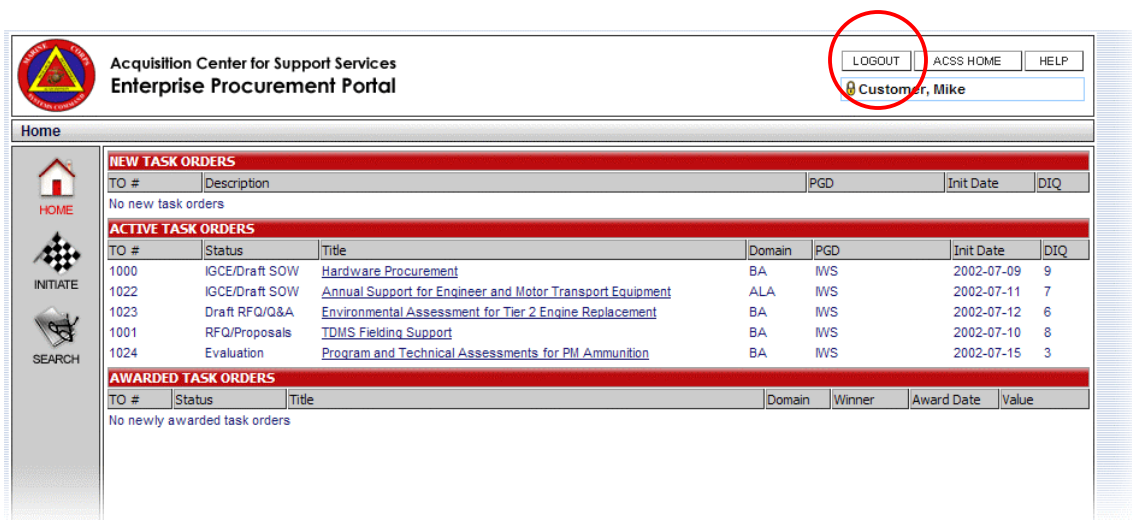 MARINE CORPS
SYSTEMS COMMAND
Acquisition Center for Support Services
Enterprise Procurement Portal
LOGOUT ACSS HOME HELP
Customer, Mike
Home
HOME
INITIATE
SEARCH
NEW TASK ORDERS
TO # Description PGD Init Date DIQ
No new task orders
ACTIVE TASK ORDERS
TO # Status Title Domain PGD Init Date DIQ
1000 IGCE/Draft SOW Hardware Procurement BA IWS 2002-07-09 9
1022 IGCE/Draft SOW Annual Support for Engineer and Motor Transport Equipment ALA IWS 2002-07-11 7
1023 Draft RFQ/Q&A Environmental Assessment for Tier 2 Engine Replacement BA IWS 2002-07-12 6
1001 RFQ/Proposals TDMS Fielding Support BA IWS 2002-07-10 8
1024 Evaluation Program and Technical Assessments for PM Ammunition BA IWS 2002-07-15 3
AWARDED TASK ORDERS
TO # Status Title Domain Winner Award Date Value
No newly awarded task orders